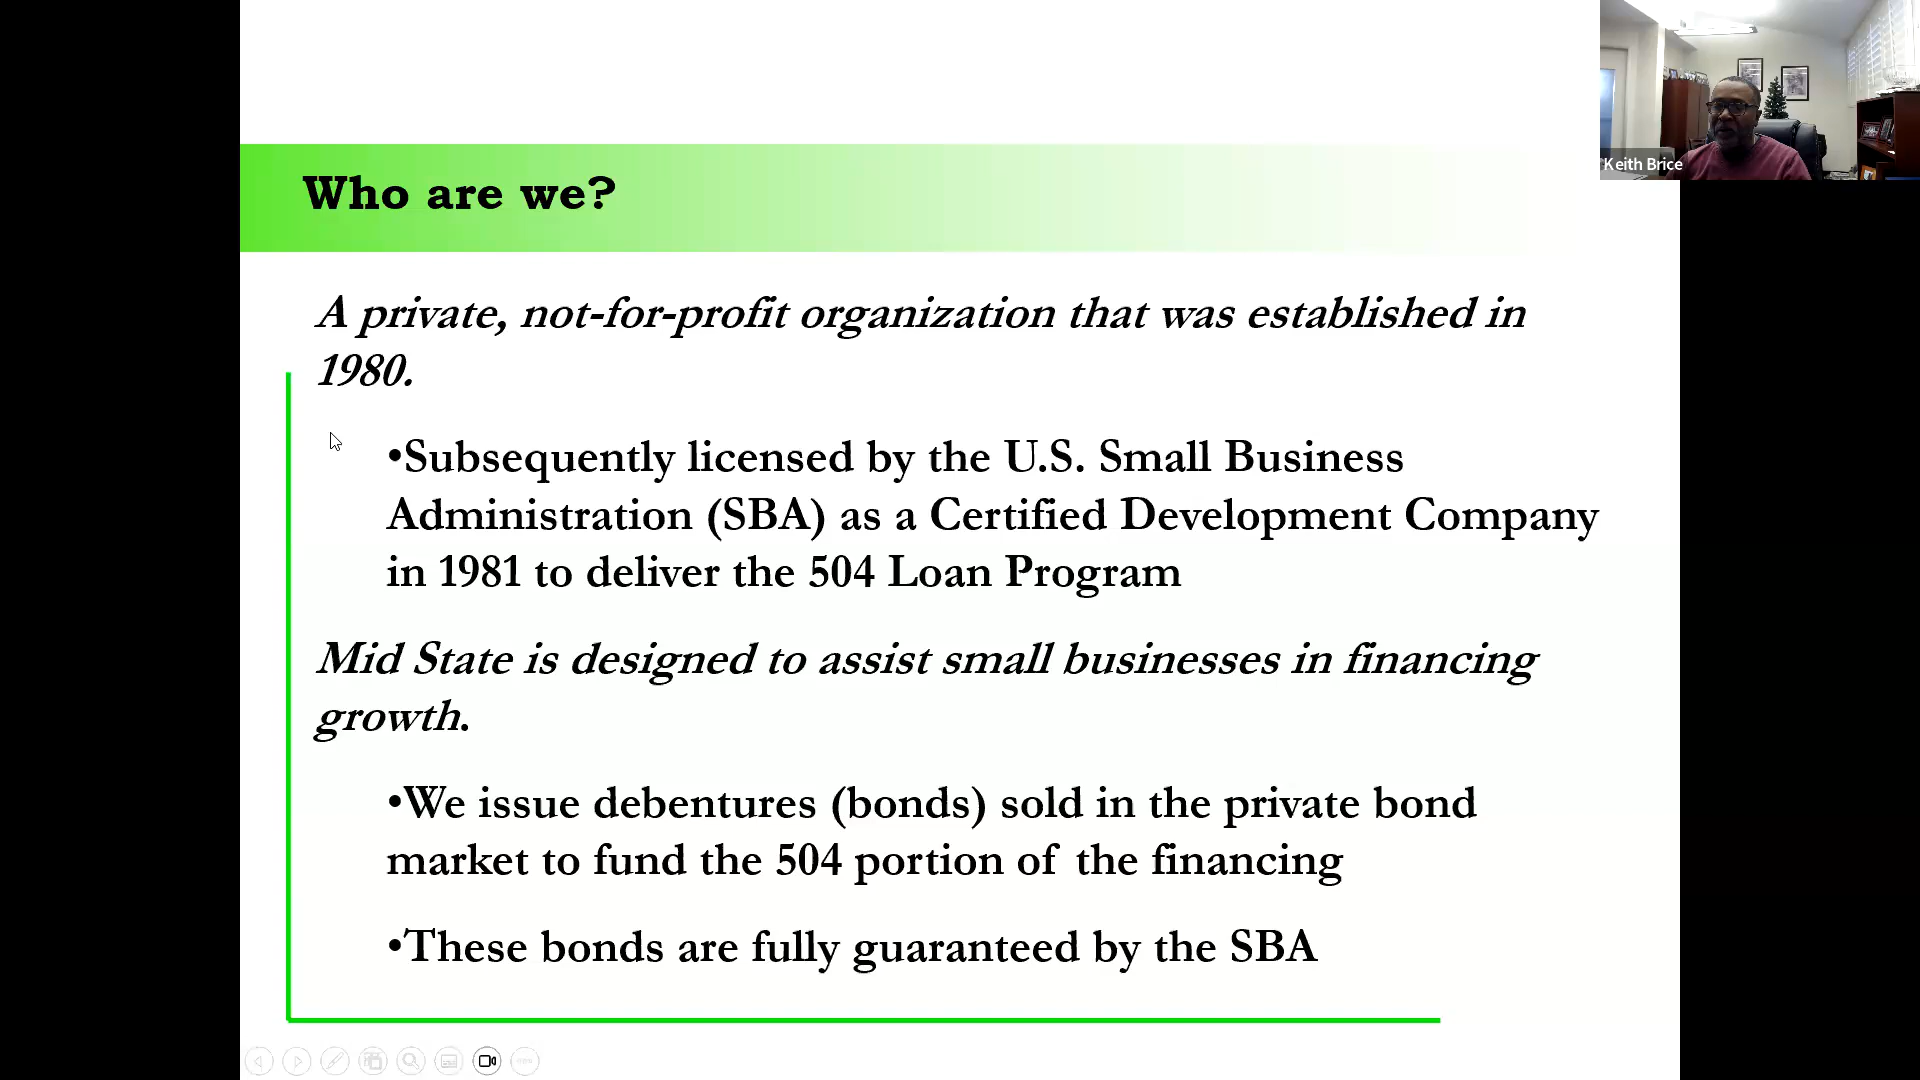 Who are we?
A private, not-for-profit organization that was established in
1980.
•Subsequently licensed by the U.S. Small Business
Administration (SBA) as a Certified Development Company
in 1981 to deliver the 504 Loan Program
Mid State is designed to assist small businesses in financing
growth.
•We issue debentures (bonds) sold in the private bond
market to fund the 504 portion of the financing
•These bonds are fully guaranteed by the SBA
Keith Brice